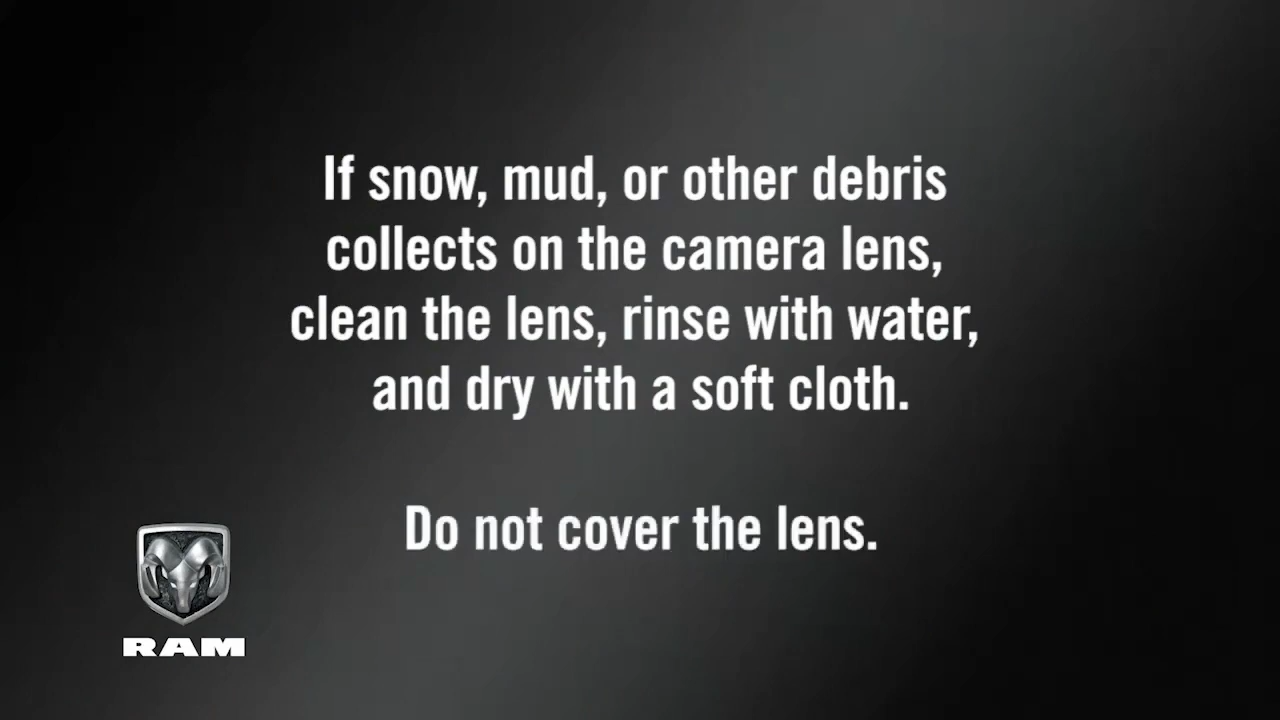 If snow, mud, or other debris
collects on the camera lens,
clean the lens, rinse with water,
and dry with a soft cloth.
Do not cover the lens.
RAM